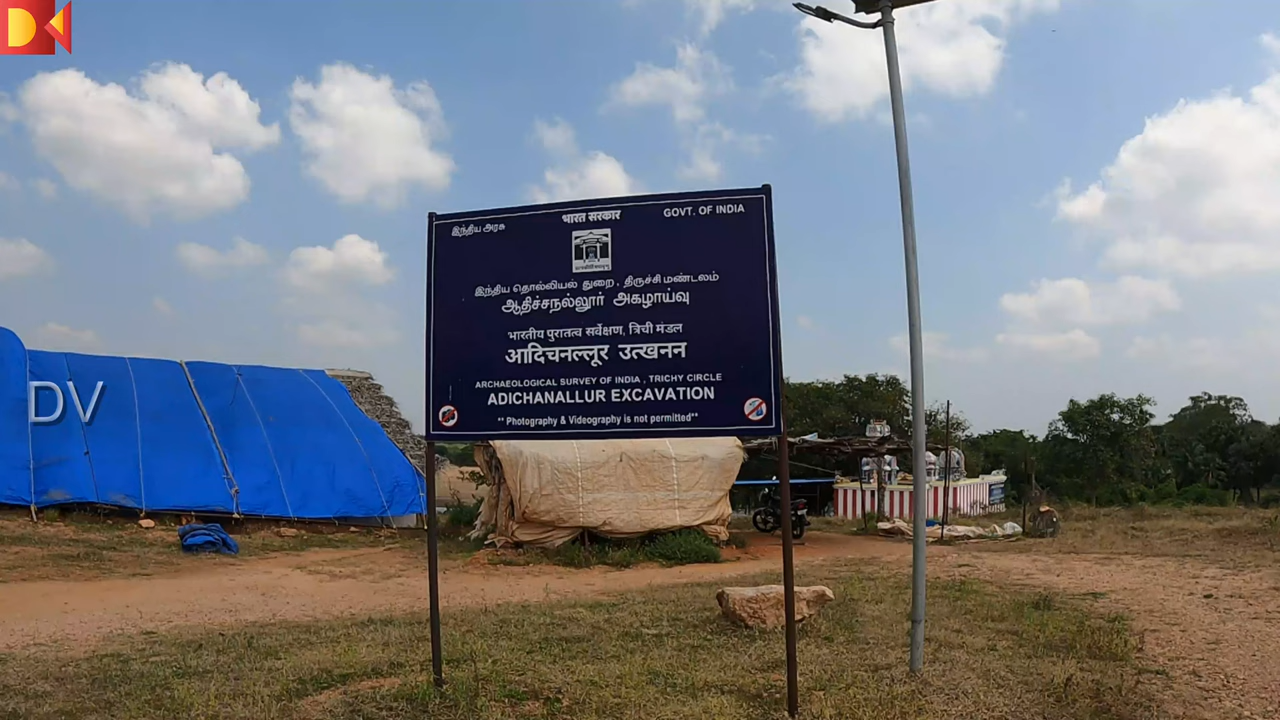 भारत सरकार
இந்திய அரசு
GOVT. OF INDIA
இந்திய தொல்லியல் துறை , திருச்சி மண்டலம்
ஆதிச்சநல்லூர் அகழாய்வு
भारतीय पुरातत्व सर्वेक्षण, त्रिची मंडल
आदिचनल्लूर उत्खनन
ARCHAEOLOGICAL SURVEY OF INDIA , TRICHY CIRCLE
ADICHANALLUR EXCAVATION
** Photography & Videography is not permitted**
DV